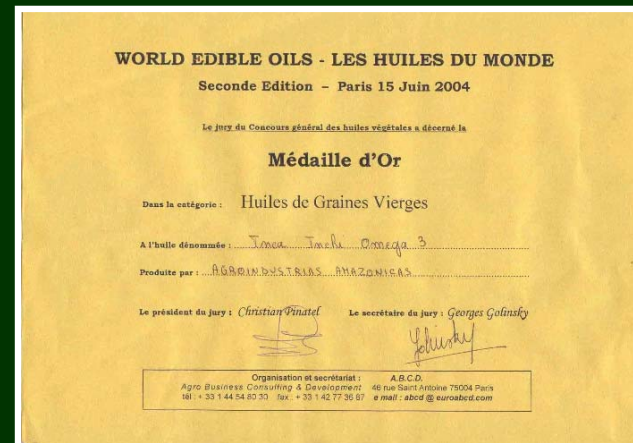 WORLD EDIBLE OILS - LES HUILES DU MONDE
Seconde Edition – Paris 15 Juin 2004
Le jury du Concours général des huiles végétales a décerné la
Médaille d'Or
Dans la catégorie : Huiles de Graines Vierges
A l'huile dénommée : Inca Inchi Omega 3
Produite par : AGROINDUSTRIAS AMAZONICAS
Le président du jury : Christian Pinatel Le secrétaire du jury : Georges Golinsky
Golinsky
Organisation et secrétariat : A.B.C.D.
Agro Business Consulting & Development 46 rue Saint Antoine 75004 Paris
tél : + 33 1 44 54 80 30 fax : + 33 1 42 77 36 87 e mail : abcd @ euroabcd.com